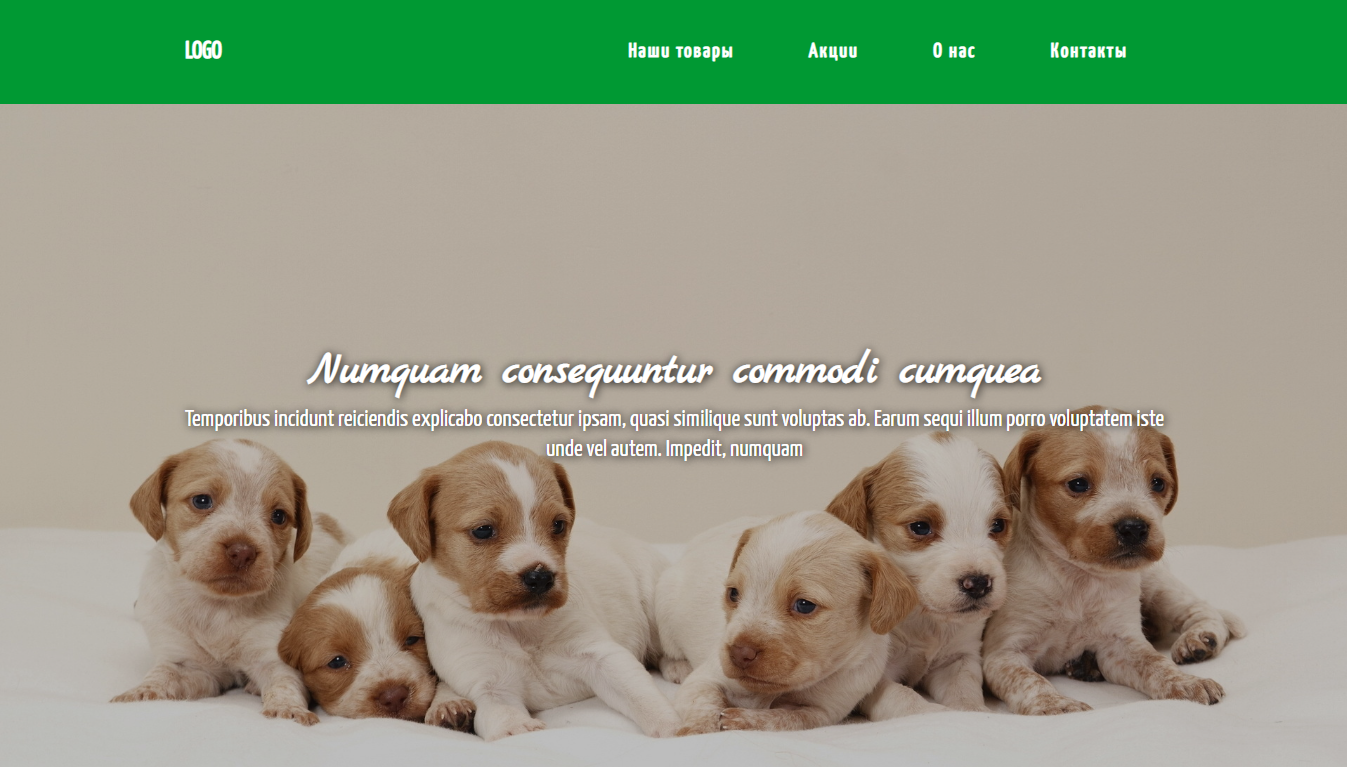 LOGO
Наши товары Акции О нас Контакты
Numquam consequuntur commodi cumquea
Temporibus incidunt reiciendis explicabo consectetur ipsam, quasi similique sunt voluptas ab. Earum sequi illum porro voluptatem iste
unde vel autem. Impedit, numquam